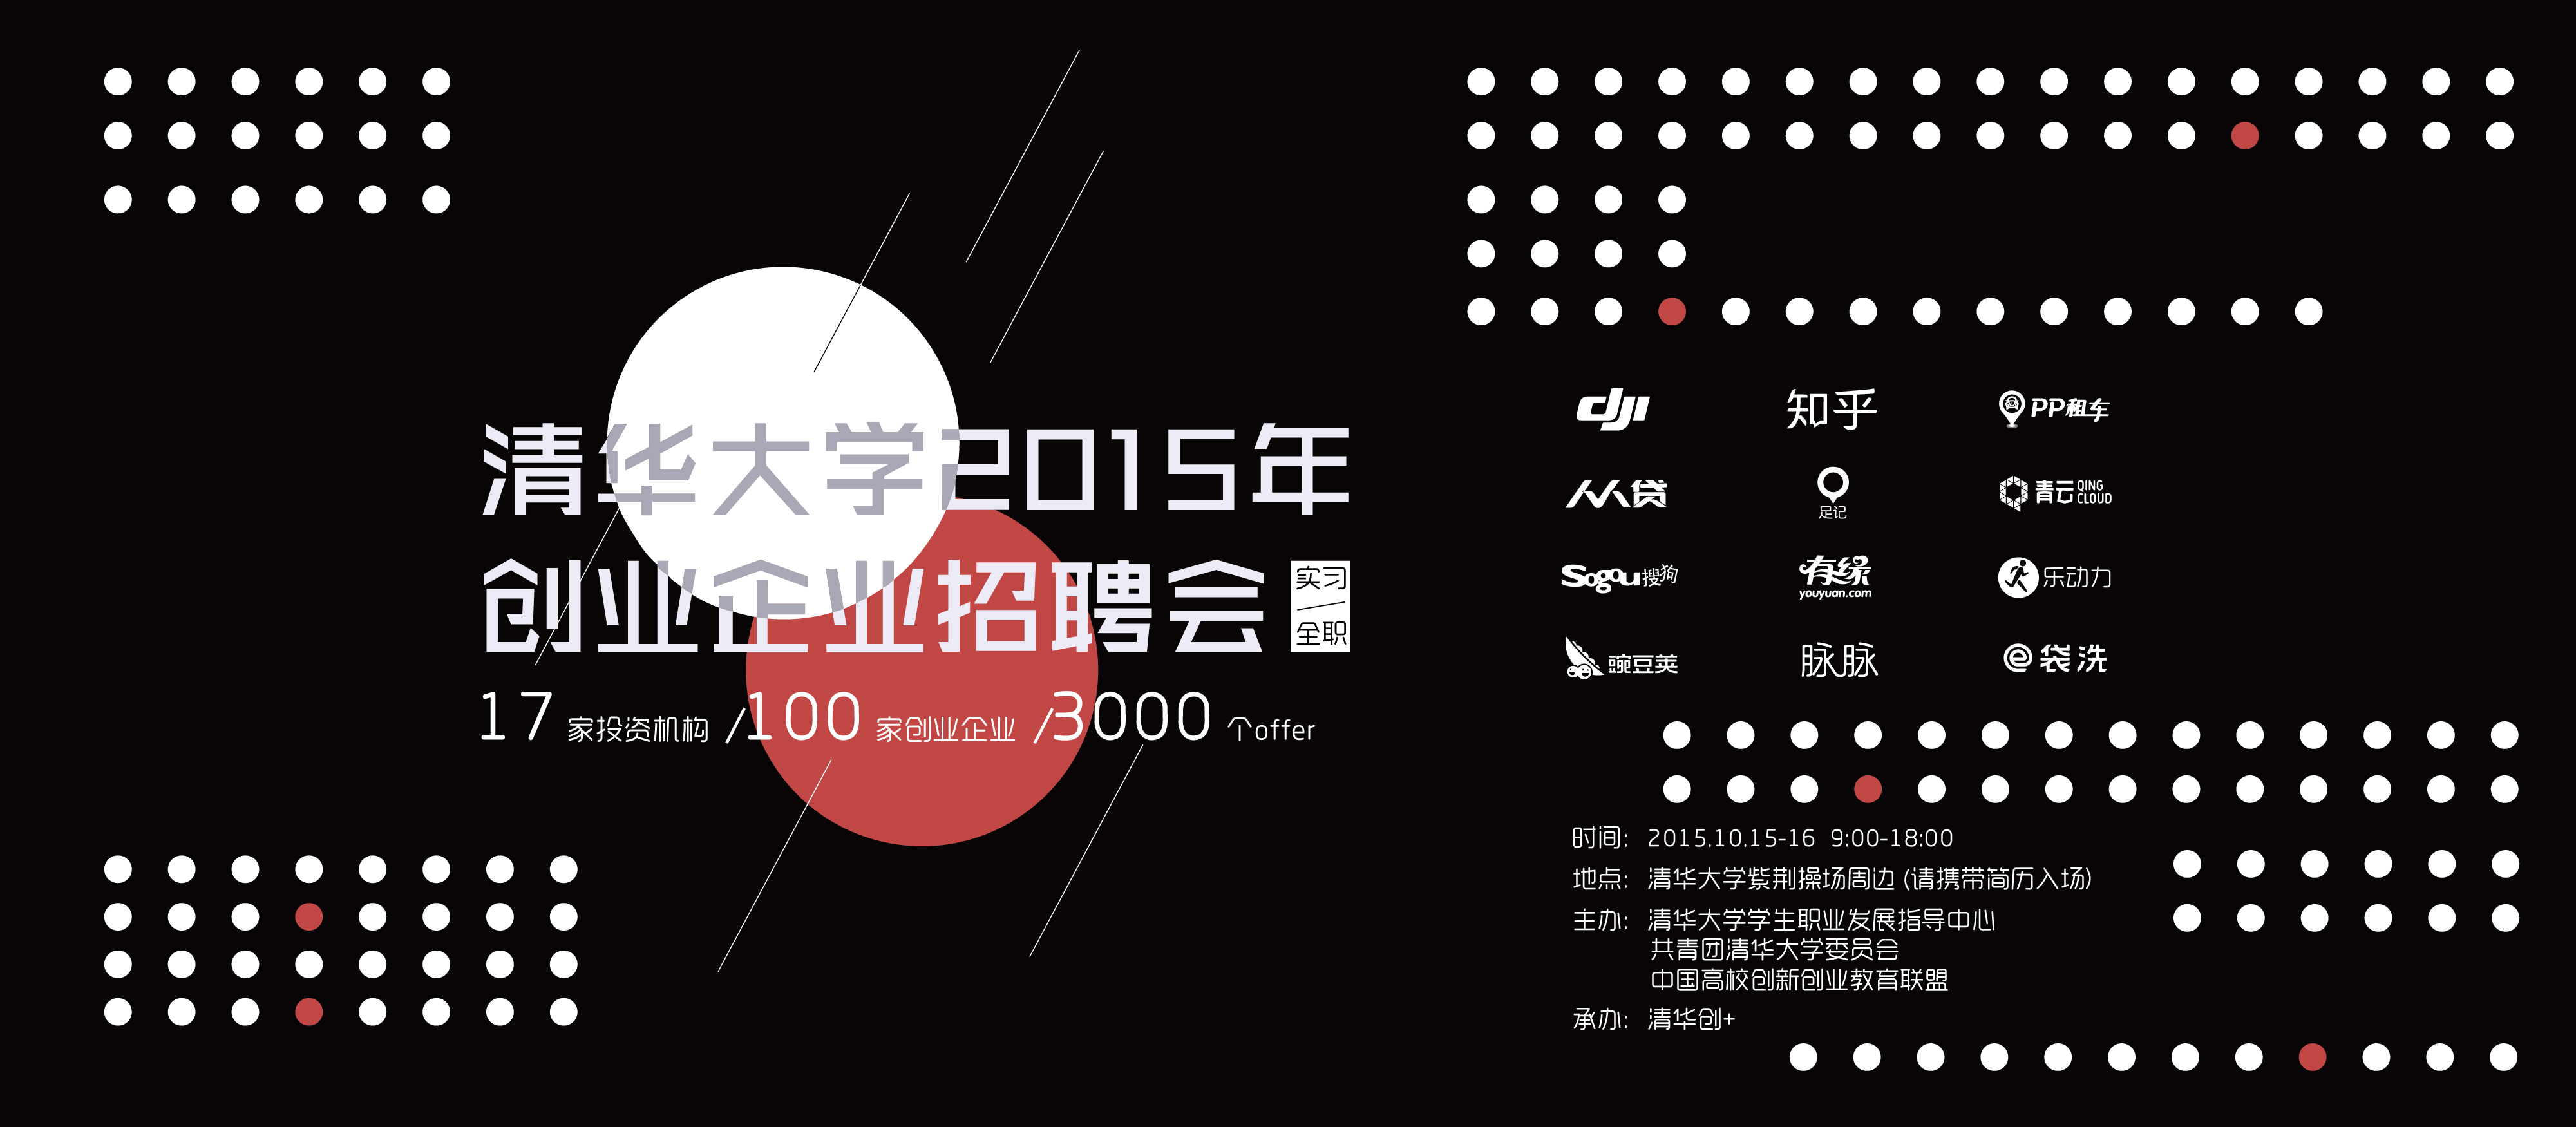 清华大学2015年
创业企业招聘会
实习
全职
17家投资机构/100家创业企业/3000个offer
dji 知乎 PP租车
人人贷 足记 青云QING CLOUD
Sogou搜狗 有缘 youyuan.com 乐动力
豌豆荚 脉脉 e袋洗
时间: 2015.10.15-16 9:00-18:00
地点: 清华大学紫荆操场周边 (请携带简历入场)
主办: 清华大学学生职业发展指导中心
共青团清华大学委员会
中国高校创新创业教育联盟
承办: 清华创+